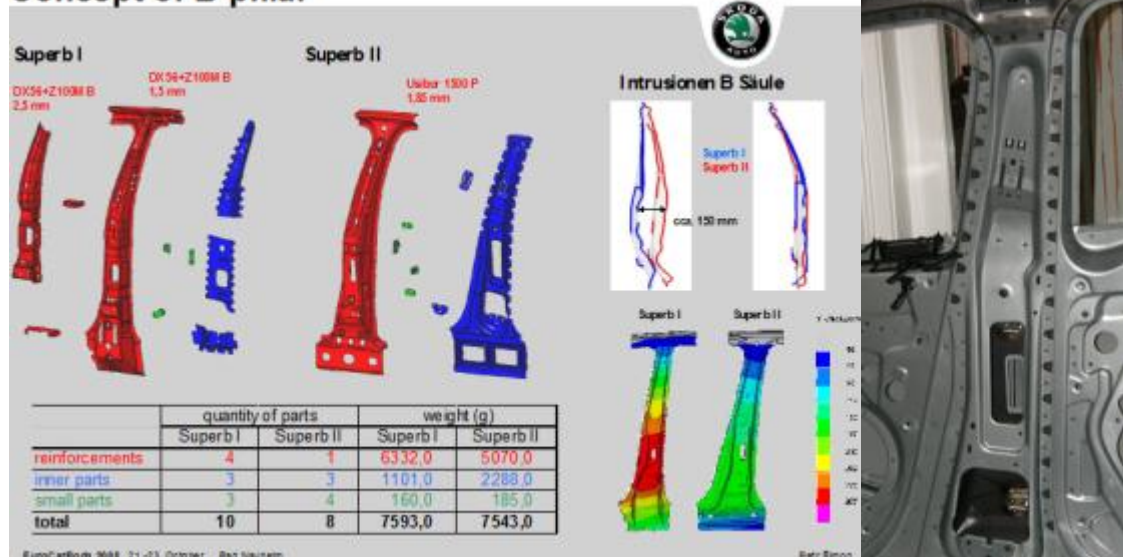 ŠKODA
AUTO
Superb I
Superb II
DX56+Z100M B
2,5 mm
DX56+Z100M B
1,5 mm
Usibor 1500 P
1,85 mm
Intrusionen B Säule
Superb I
Superb II
cca. 150 mm
Superb I
Superb II
quantity of parts weight (g)
Superb I Superb II Superb I Superb II
reinforcements 4 1 6332,0 5070,0
inner parts 3 3 1101,0 2288,0
small parts 3 4 160,0 185,0
total 10 8 7593,0 7543,0